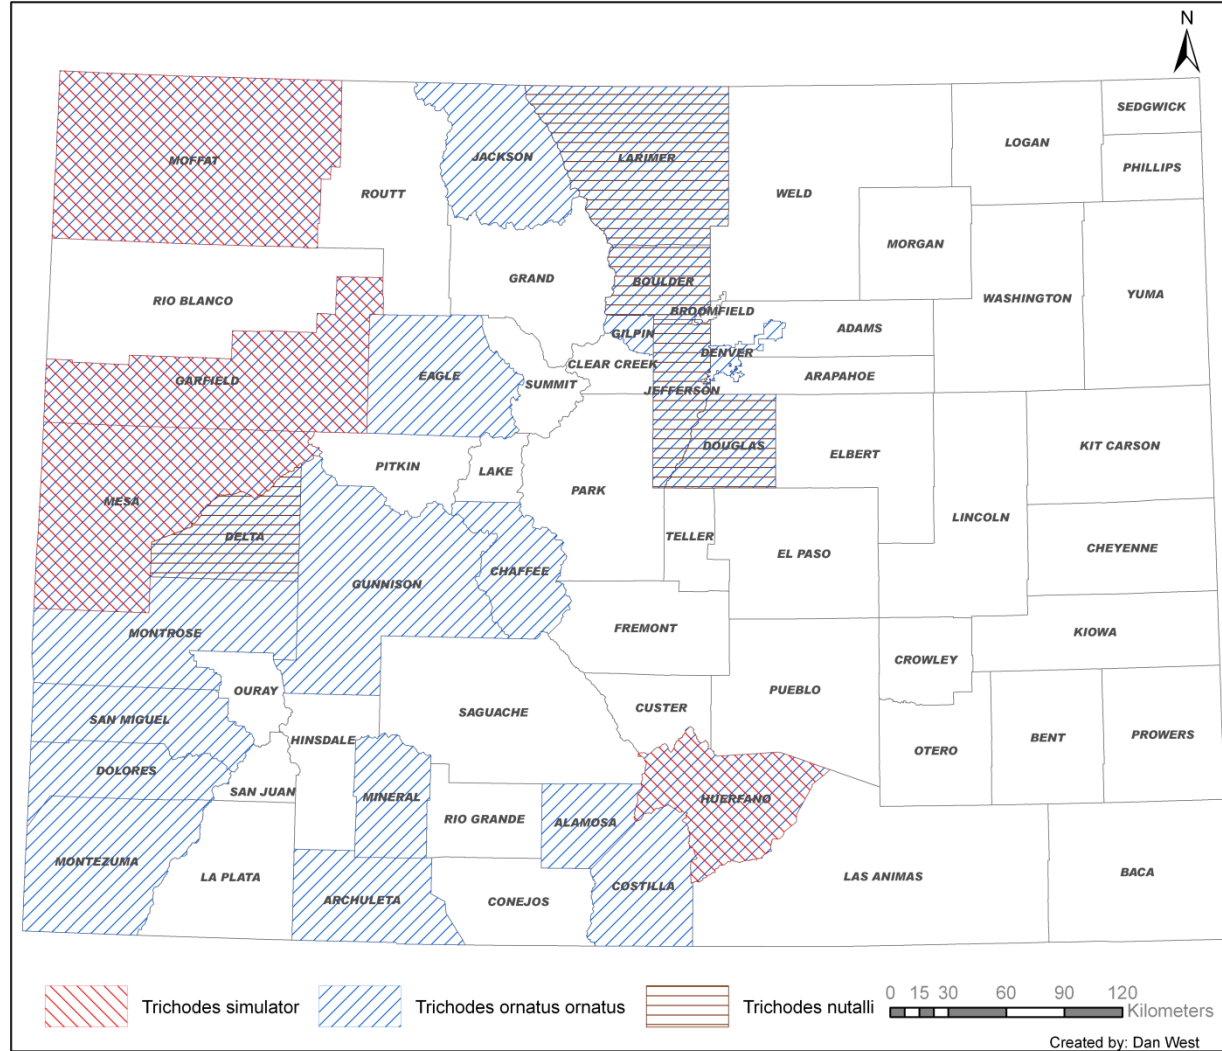 N
SEDGWICK
LOGAN
MOFFAT
JACKSON
LARIMER
PHILLIPS
ROUTT
WELD
MORGAN
GRAND
BOULDER
RIO BLANCO
WASHINGTON
YUMA
BROOMFIELD
GILPIN
ADAMS
DENVER
CLEAR CREEK
GARFIELD
EAGLE
SUMMIT
ARAPAHOE
JEFFERSON
DOUGLAS
KIT CARSON
ELBERT
PITKIN
LAKE
PARK
MESA
LINCOLN
DELTA
TELLER
EL PASO
CHEYENNE
CHAFFEE
GUNNISON
FREMONT
MONTROSE
KIOWA
CROWLEY
OURAY
PUEBLO
SAGUACHE
CUSTER
SAN MIGUEL
HINSDALE
PROWERS
BENT
OTERO
DOLORES
SAN JUAN
MINERAL
HUERFANO
RIO GRANDE
ALAMOSA
MONTEZUMA
LA PLATA
LAS ANIMAS
BACA
COSTILLA
ARCHULETA
CONEJOS
Trichodes simulator
Trichodes ornatus ornatus
Trichodes nutalli
0 15 30 60 90 120
Kilometers
Created by: Dan West